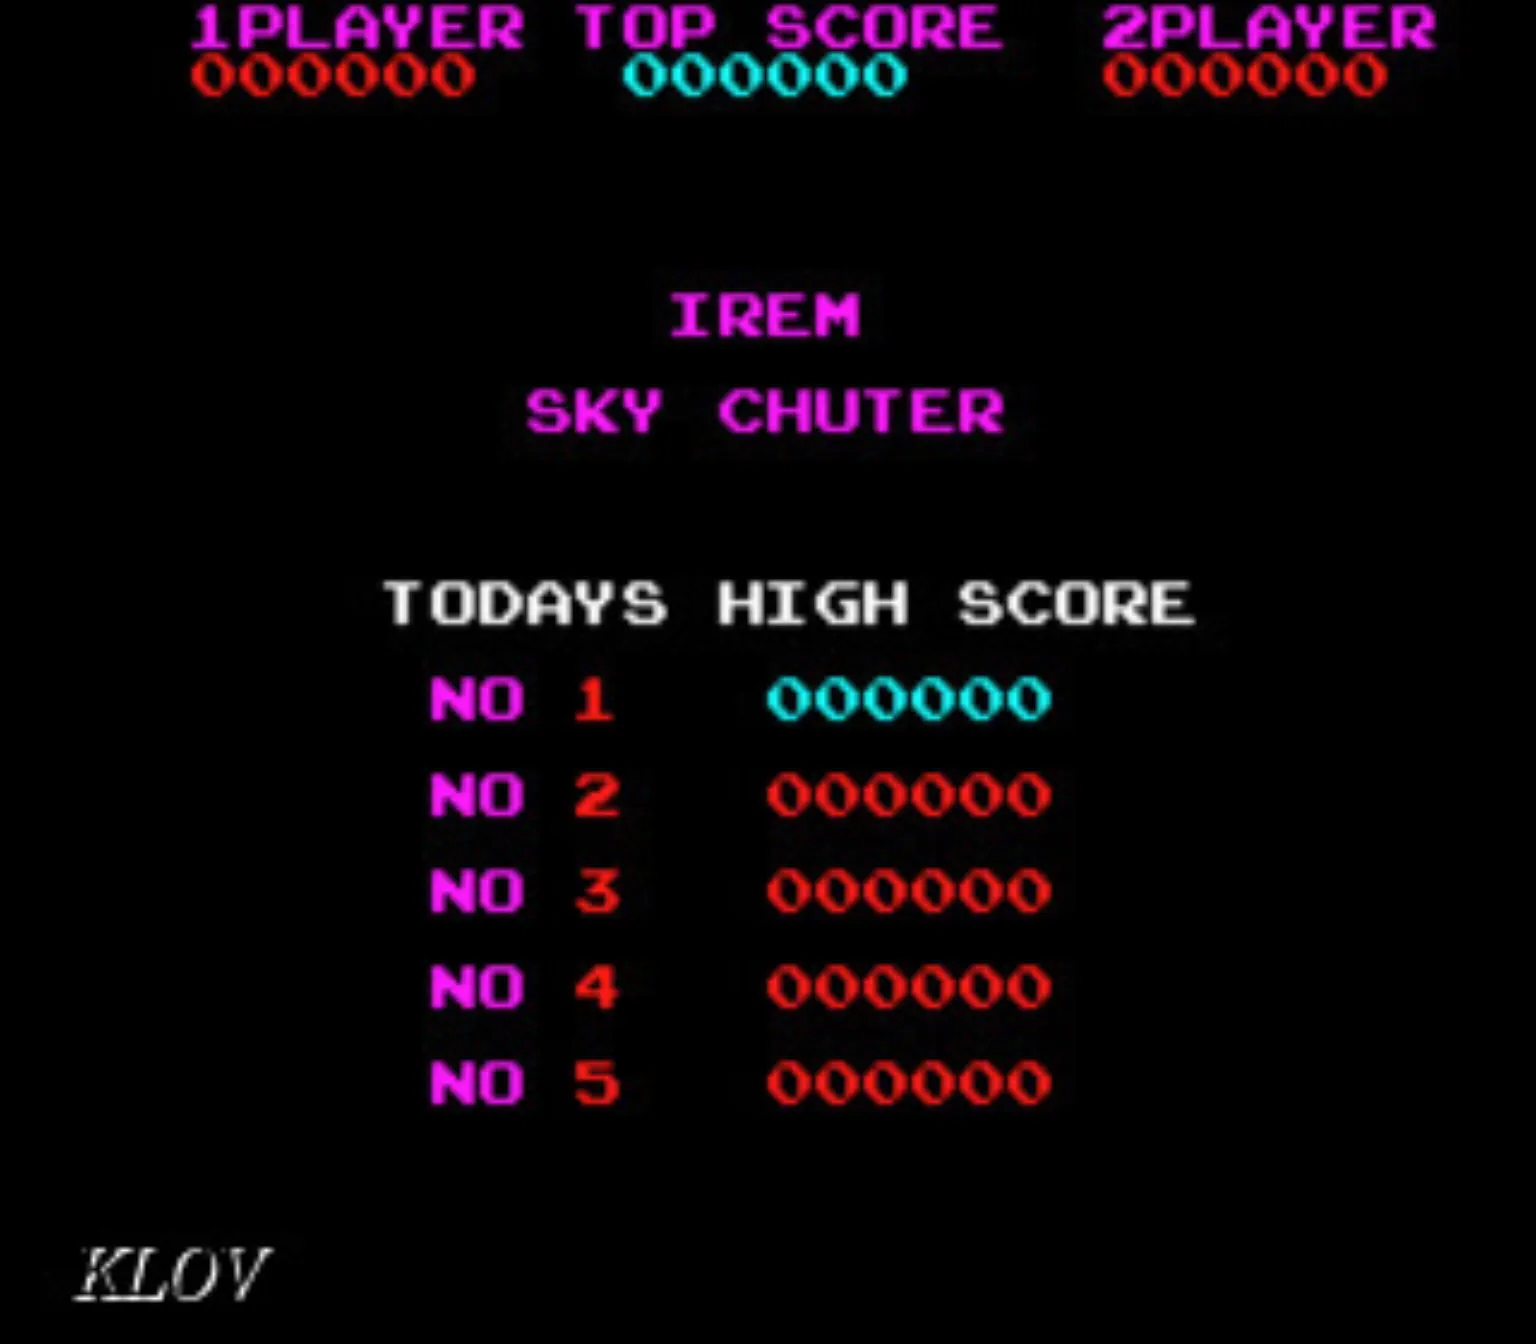 1PLAYER TOP SCORE 2PLAYER
000000 000000 000000
IREM
SKY CHUTER
TODAYS HIGH SCORE
NO 1 000000
NO 2 000000
NO 3 000000
NO 4 000000
NO 5 000000
KLOV